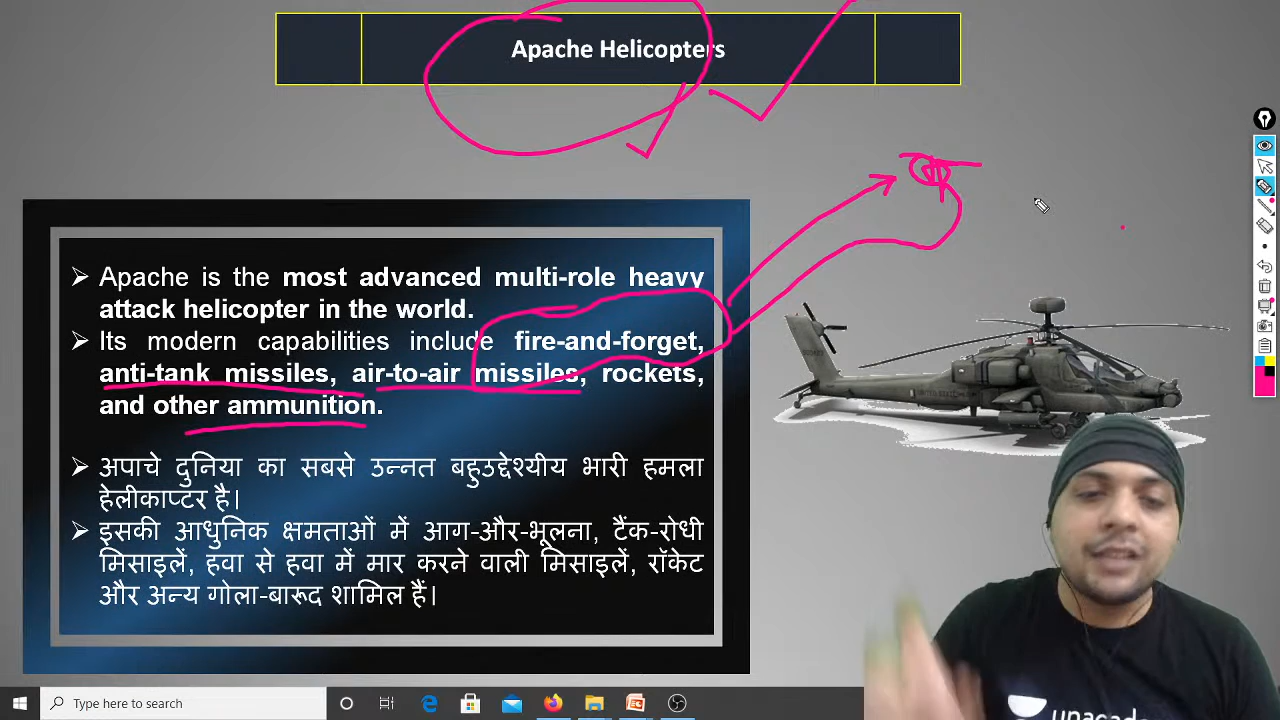 Apache Helicopters
➢ Apache is the most advanced multi-role heavy
attack helicopter in the world.
➢ Its modern capabilities include fire-and-forget,
anti-tank missiles, air-to-air missiles, rockets,
and other ammunition.
➢ अपाचे दुनिया का सबसे उन्नत बहुउद्देश्यीय भारी हमला
हेलीकाप्टर है।
➢ इसकी आधुनिक क्षमताओं में आग-और-भूलना, टैंक-रोधी
मिसाइलें, हवा से हवा में मार करने वाली मिसाइलें, रॉकेट
और अन्य गोला-बारूद शामिल हैं।
Type here to search